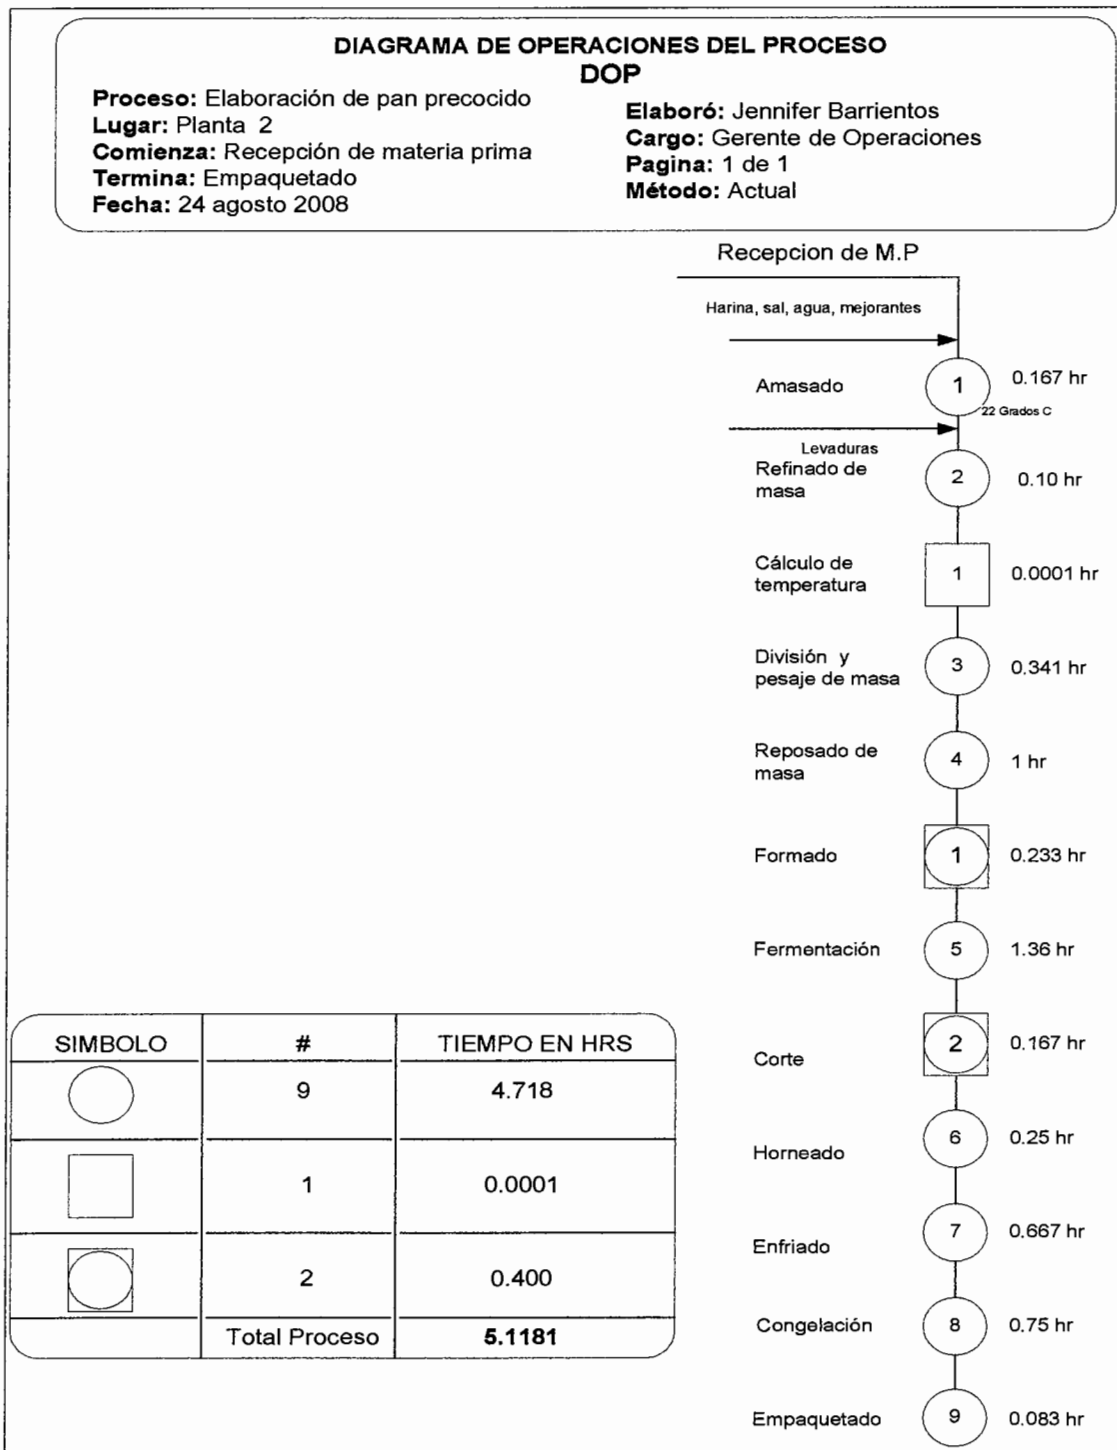 DIAGRAMA DE OPERACIONES DEL PROCESO
DOP
Proceso: Elaboración de pan precocido
Lugar: Planta 2
Comienza: Recepción de materia prima
Termina: Empaquetado
Fecha: 24 agosto 2008
Elaboró: Jennifer Barrientos
Cargo: Gerente de Operaciones
Pagina: 1 de 1
Método: Actual
Recepcion de M.P
Harina, sal, agua, mejorantes
Amasado 1 0.167 hr
22 Grados C
Levaduras
Refinado de
masa
2 0.10 hr
Cálculo de
temperatura
1 0.0001 hr
División y
pesaje de masa
3 0.341 hr
Reposado de
masa
4 1 hr
Formado 1 0.233 hr
Fermentación 5 1.36 hr
Corte 2 0.167 hr
Horneado 6 0.25 hr
Enfriado 7 0.667 hr
Congelación 8 0.75 hr
Empaquetado 9 0.083 hr
SIMBOLO # TIEMPO EN HRS
9 4.718
1 0.0001
2 0.400
Total Proceso 5.1181